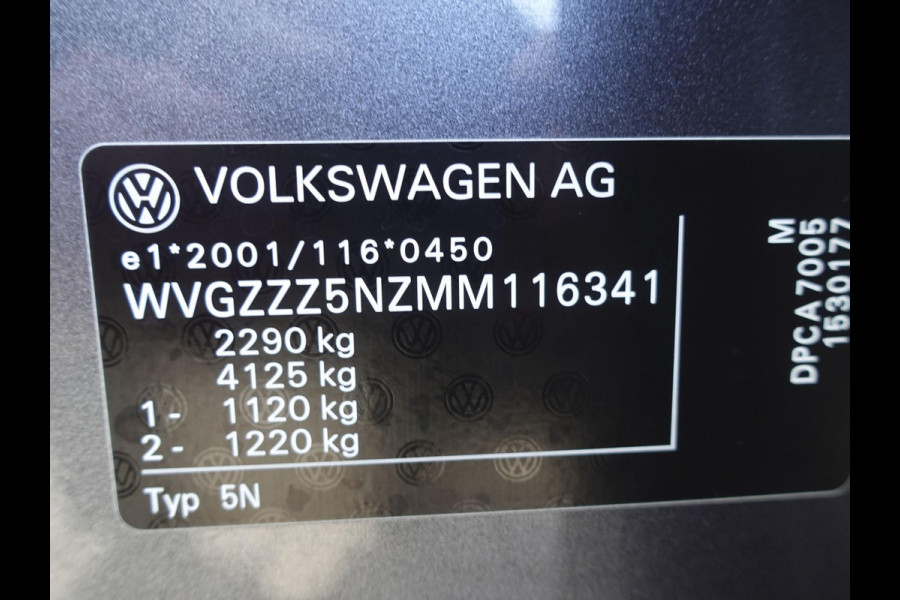 VOLKSWAGEN AG
e1*2001/116*0450
WVGZZZ5NZMM116341
2290 kg
4125 kg
1- 1120 kg
2- 1220 kg
Typ 5N
M
DPCA 7005
1530177